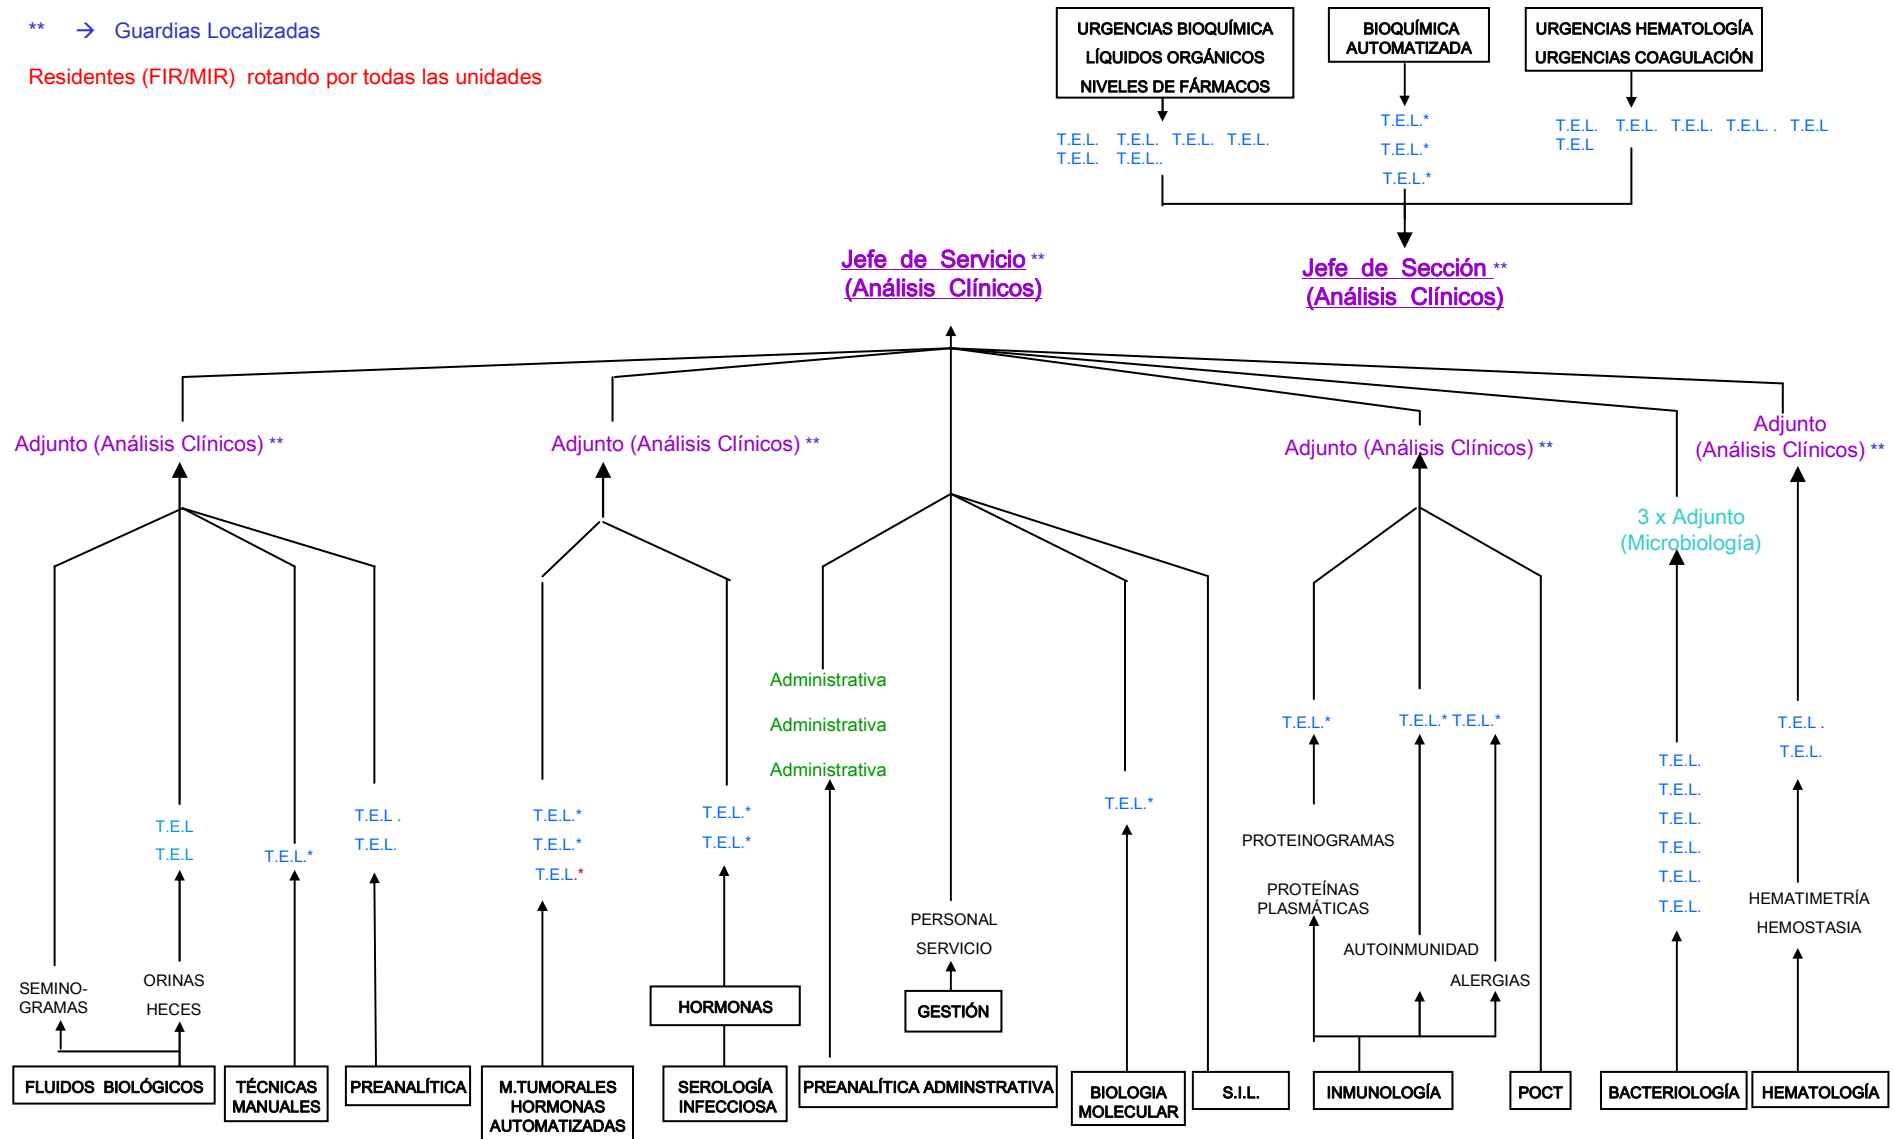 ** → Guardias Localizadas
Residentes (FIR/MIR) rotando por todas las unidades
URGENCIAS BIOQUÍMICA
LÍQUIDOS ORGÁNICOS
NIVELES DE FÁRMACOS
BIOQUÍMICA
AUTOMATIZADA
URGENCIAS HEMATOLOGÍA
URGENCIAS COAGULACIÓN
T.E.L. T.E.L. T.E.L. T.E.L.
T.E.L. T.E.L..
T.E.L.*
T.E.L.*
T.E.L.*
T.E.L. T.E.L. T.E.L. T.E.L. . T.E.L
T.E.L
Jefe de Servicio **
(Análisis Clínicos)
Jefe de Sección **
(Análisis Clínicos)
Adjunto (Análisis Clínicos) **
Adjunto (Análisis Clínicos) **
Adjunto (Análisis Clínicos) **
Adjunto
(Análisis Clínicos) **
3 x Adjunto
(Microbiología)
Administrativa
Administrativa
Administrativa
T.E.L
T.E.L
T.E.L.*
T.E.L .
T.E.L.
T.E.L.*
T.E.L.*
T.E.L.*
T.E.L.*
T.E.L.*
T.E.L.*
T.E.L.*
T.E.L.* T.E.L.*
T.E.L.
T.E.L.
T.E.L.
T.E.L.
T.E.L.
T.E.L.
T.E.L .
T.E.L.
SEMINO-
GRAMAS
ORINAS
HECES
PERSONAL
SERVICIO
PROTEINOGRAMAS
PROTEÍNAS
PLASMÁTICAS
AUTOINMUNIDAD
ALERGIAS
HEMATIMETRÍA
HEMOSTASIA
HORMONAS
GESTIÓN
FLUIDOS BIOLÓGICOS
TÉCNICAS
MANUALES
PREANALÍTICA
M.TUMORALES
HORMONAS
AUTOMATIZADAS
SEROLOGÍA
INFECCIOSA
PREANALÍTICA ADMINSTRATIVA
BIOLOGIA
MOLECULAR
S.I.L.
INMUNOLOGÍA
POCT
BACTERIOLOGÍA
HEMATOLOGÍA